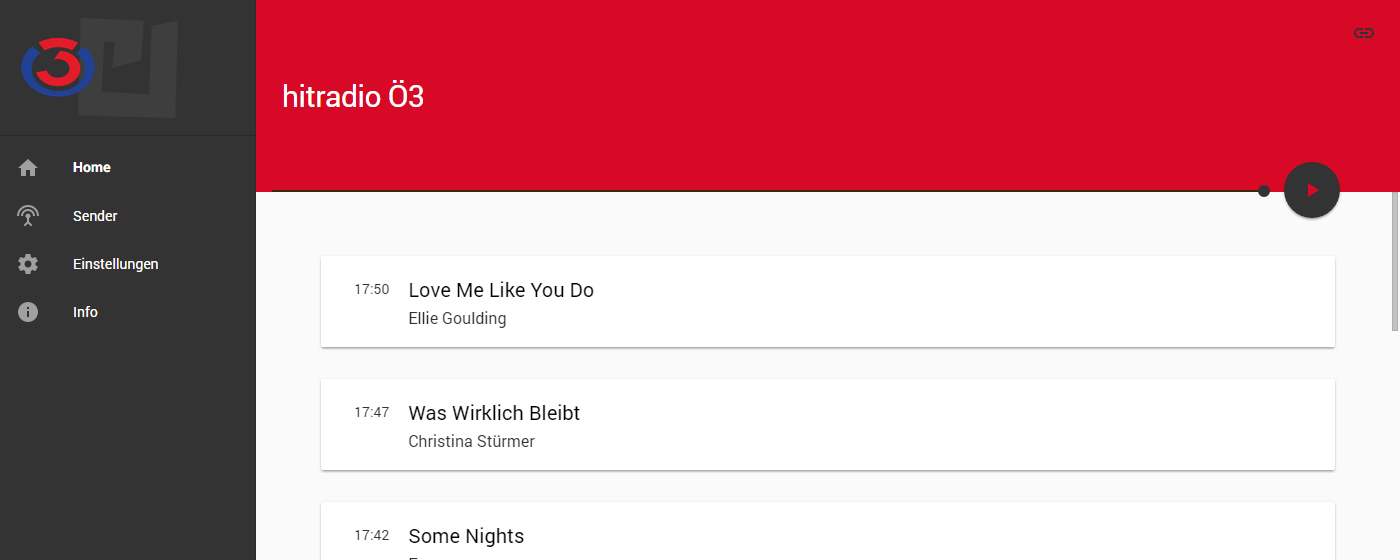 3
hitradio Ö3
Home
Sender
Einstellungen
Info
17:50 Love Me Like You Do
Ellie Goulding
17:47 Was Wirklich Bleibt
Christina Stürmer
17:42 Some Nights